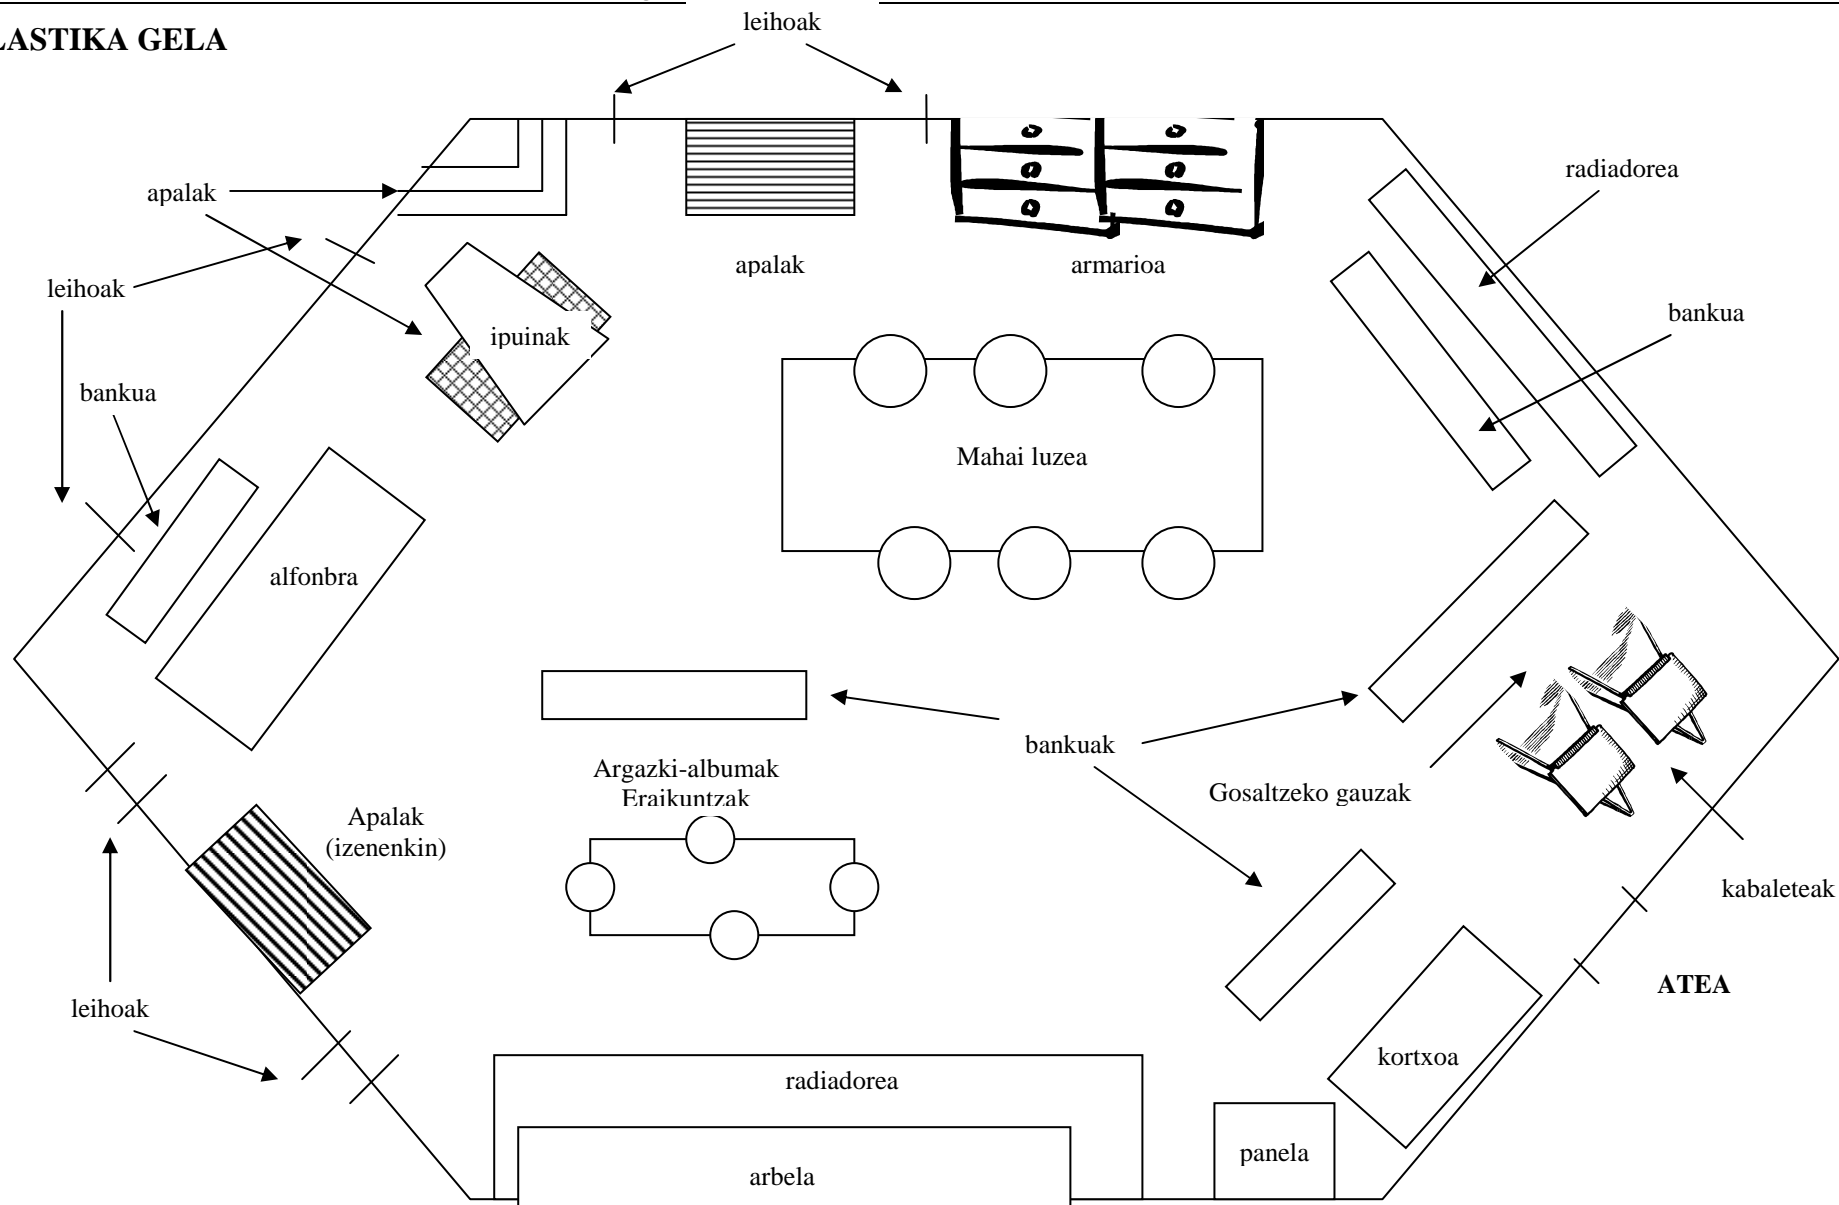 LASTIKA GELA
leihoak
apalak
radiadorea
apalak
armarioa
leihoak
bankua
ipuinak
bankua
Mahai luzea
alfonbra
bankuak
Argazki-albumak
Eraikuntzak
Gosaltzeko gauzak
Apalak
(izenenkin)
kabaleteak
ATEA
leihoak
kortxoa
radiadorea
panela
arbela